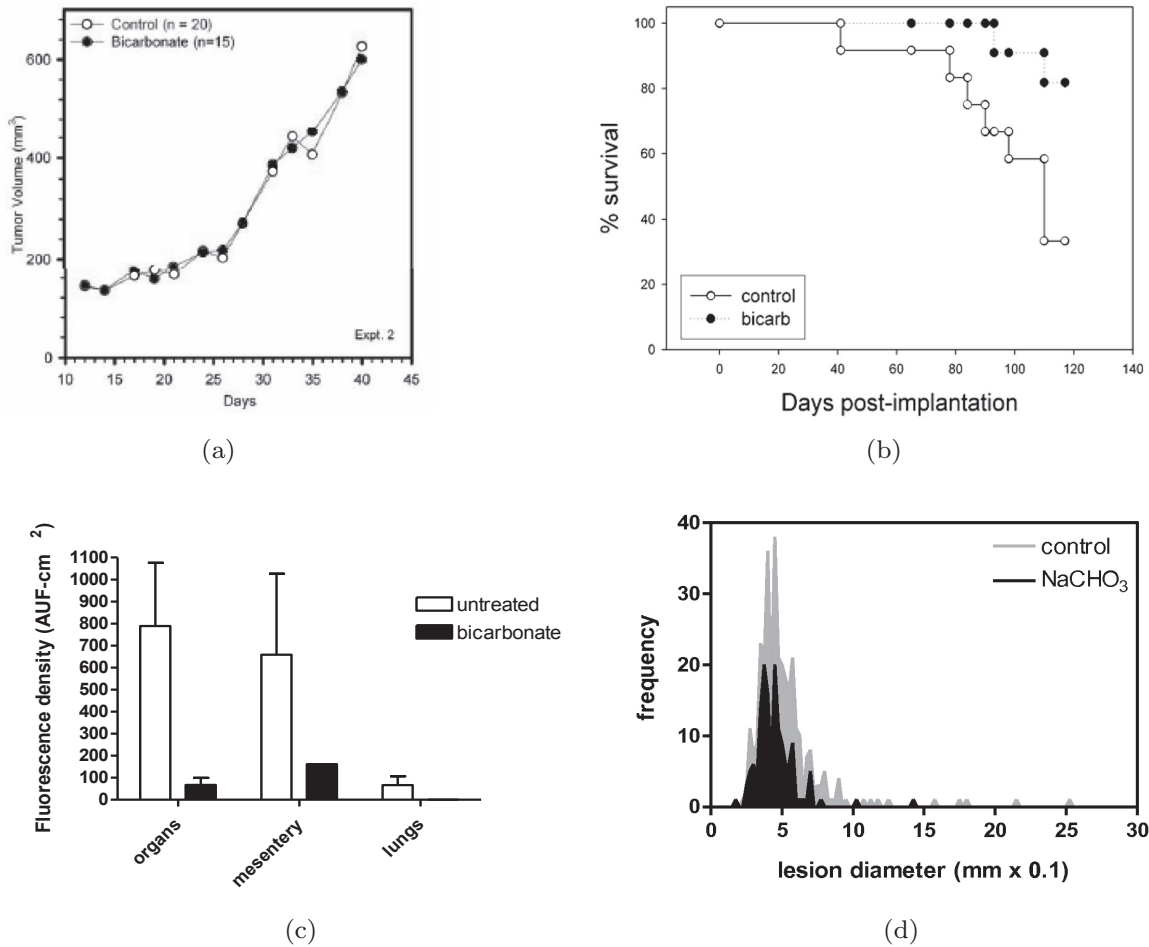 Control (n = 20)
Bicarbonate (n=15)
Tumor Volume (mm³)
600
400
200
0
Expt. 2
10 15 20 25 30 35 40 45
Days
(a)
% survival
100
80
60
40
20
0
control
bicarb
0 20 40 60 80 100 120 140
Days post-implantation
(b)
Fluorescence density (AUF-cm ²)
1100
1000
900
800
700
600
500
400
300
200
100
0
untreated
bicarbonate
organs
mesentery
lungs
(c)
frequency
40
30
20
10
0
control
NaCHO₃
0 5 10 15 20 25 30
lesion diameter (mm x 0.1)
(d)